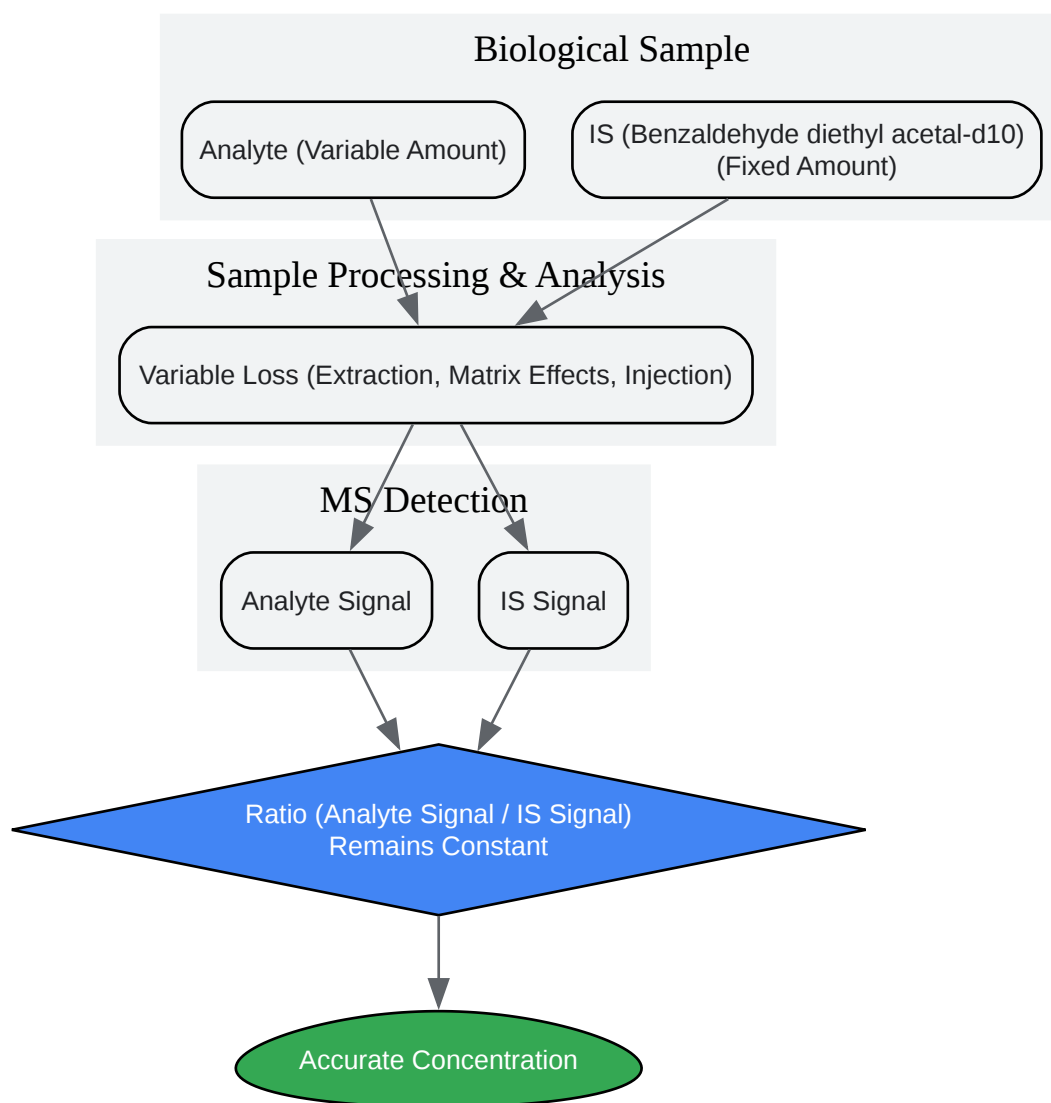 Biological Sample
Analyte (Variable Amount)
IS (Benzaldehyde diethyl acetal-d10)
(Fixed Amount)
Sample Processing & Analysis
Variable Loss (Extraction, Matrix Effects, Injection)
MS Detection
Analyte Signal
IS Signal
Ratio (Analyte Signal / IS Signal)
Remains Constant
Accurate Concentration